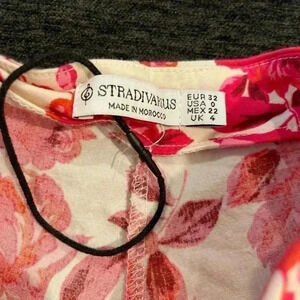 STRADIVARIUS
MADE IN MOROCCO
EUR 32
USA 0
MEX 22
UK 4